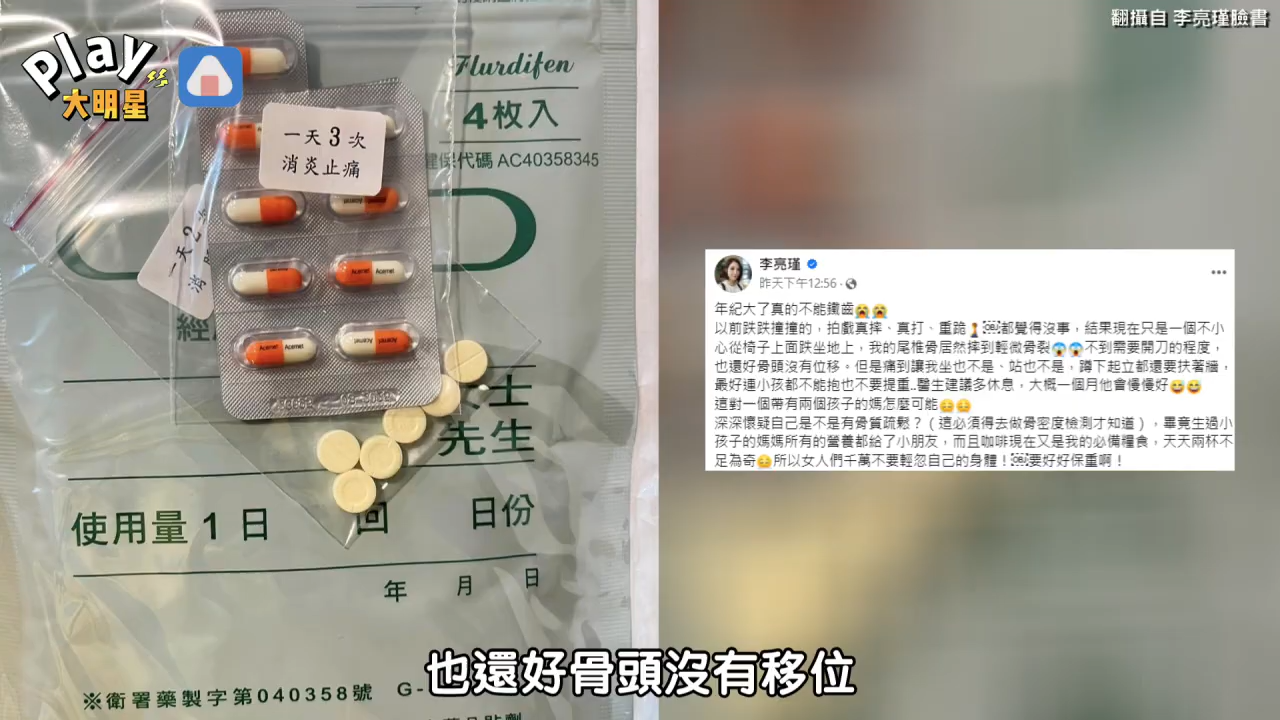 Play
大明星
翻攝自 李亮瑾臉書
Flurdifen
4枚入
健保代碼 AC40358345
一天 3 次
消炎止痛
一天 2
消
Acemet
Acemet
Acemet
Acemet
經
女士
先生
使用量 1 日 回 日份
年 月 日
※衛署藥製字第040358號 G-
李亮瑾
昨天下午12:56
年紀大了真的不能鐵齒😭😭
以前跌跌撞撞的，拍戲真摔、真打、重跪🧎都覺得沒事，結果現在只是一個不小
心從椅子上面跌坐地上，我的尾椎骨居然摔到輕微骨裂😱😱不到需要開刀的程度，
也還好骨頭沒有位移。但是痛到讓我坐也不是、站也不是，蹲下起立都還要扶著牆，
最好連小孩都不能抱也不要提重..醫生建議多休息，大概一個月他會慢慢好😅😅
這對一個帶有兩個孩子的媽怎麼可能😔😔
深深懷疑自己是不是有骨質疏鬆？（這必須得去做骨密度檢測才知道），畢竟生過小
孩子的媽媽所有的營養都給了小朋友，而且咖啡現在又是我的必備糧食，天天兩杯不
足為奇😔所以女人們千萬不要輕忽自己的身體！要好好保重啊！
也還好骨頭沒有移位